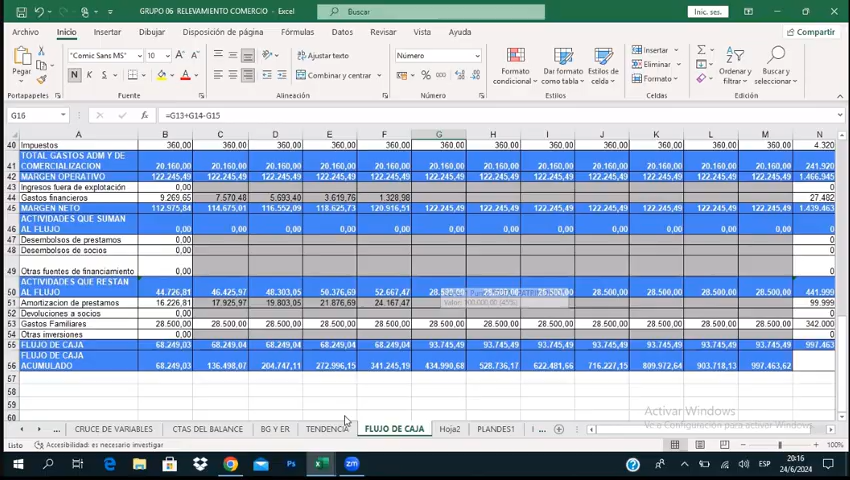 GRUPO 06 RELEVAMIENTO COMERCIO - Excel
Buscar
Inic. ses.
Archivo Inicio Insertar Dibujar Disposición de página Fórmulas Datos Revisar Vista Ayuda
Compartir
Pegar
"Comic Sans MS" 10
N K S
Ajustar texto
Combinar y centrar
Número
Formato condicional
Dar formato como tabla
Estilos de celda
Insertar
Eliminar
Formato
Ordenar y filtrar
Buscar y seleccionar
Portapapeles Fuente Alineación Número Estilos Celdas Edición
G16 =G13+G14-G15
A B C D E F G H I J K L M N
40 Impuestos 360,00 360,00 360,00 360,00 360,00 360,00 360,00 360,00 360,00 360,00 360,00 360,00 4.320
TOTAL GASTOS ADM Y DE
41 COMERCIALIZACION 20.160,00 20.160,00 20.160,00 20.160,00 20.160,00 20.160,00 20.160,00 20.160,00 20.160,00 20.160,00 20.160,00 20.160,00 241.920
42 MARGEN OPERATIVO 122.245,49 122.245,49 122.245,49 122.245,49 122.245,49 122.245,49 122.245,49 122.245,49 122.245,49 122.245,49 122.245,49 122.245,49 1.466.945
43 Ingresos fuera de explotación 0,00 0
44 Gastos financieros 9.269,65 7.570,48 5.693,40 3.619,76 1.328,98 27.482
45 MARGEN NETO 112.975,84 114.675,01 116.552,09 118.625,73 120.916,51 122.245,49 122.245,49 122.245,49 122.245,49 122.245,49 122.245,49 122.245,49 1.439.463
ACTIVIDADES QUE SUMAN
AL FLUJO 0,00 0,00 0,00 0,00 0,00 0,00 0,00 0,00 0,00 0,00 0,00 0,00 0
47 Desembolsos de prestamos 0,00 0
48 Desembolsos de socios 0,00 0
49 Otras fuentes de financiamiento 0,00 0
ACTIVIDADES QUE RESTAN
50 AL FLUJO 44.726,81 46.425,97 48.303,05 50.376,69 52.667,47 28.500,00 28.500,00 28.500,00 28.500,00 28.500,00 28.500,00 28.500,00 441.999
51 Amortizacion de prestamos 16.226,81 17.925,97 19.803,05 21.876,69 24.167,47 99.999
52 Devoluciones a socios 0,00 0
53 Gastos Familiares 28.500,00 28.500,00 28.500,00 28.500,00 28.500,00 28.500,00 28.500,00 28.500,00 28.500,00 28.500,00 28.500,00 28.500,00 342.000
54 Otras inversiones 0,00 0
55 FLUJO DE CAJA 68.249,03 68.249,04 68.249,04 68.249,04 68.249,04 93.745,49 93.745,49 93.745,49 93.745,49 93.745,49 93.745,49 93.745,49 997.463
FLUJO DE CAJA
56 ACUMULADO 68.249,03 136.498,07 204.747,11 272.996,15 341.245,19 434.990,68 528.736,17 622.481,66 716.227,15 809.972,64 903.718,13 997.463,62
57
58
59
60
Activar Windows
Ve a Configuración para activar Windows.
... CRUCE DE VARIABLES CTAS DEL BALANCE BG Y ER TENDENCIA FLUJO DE CAJA Hoja2 PLANDES1
Listo Accesibilidad: es necesario investigar 100%
ESP
20:16
24/6/2024